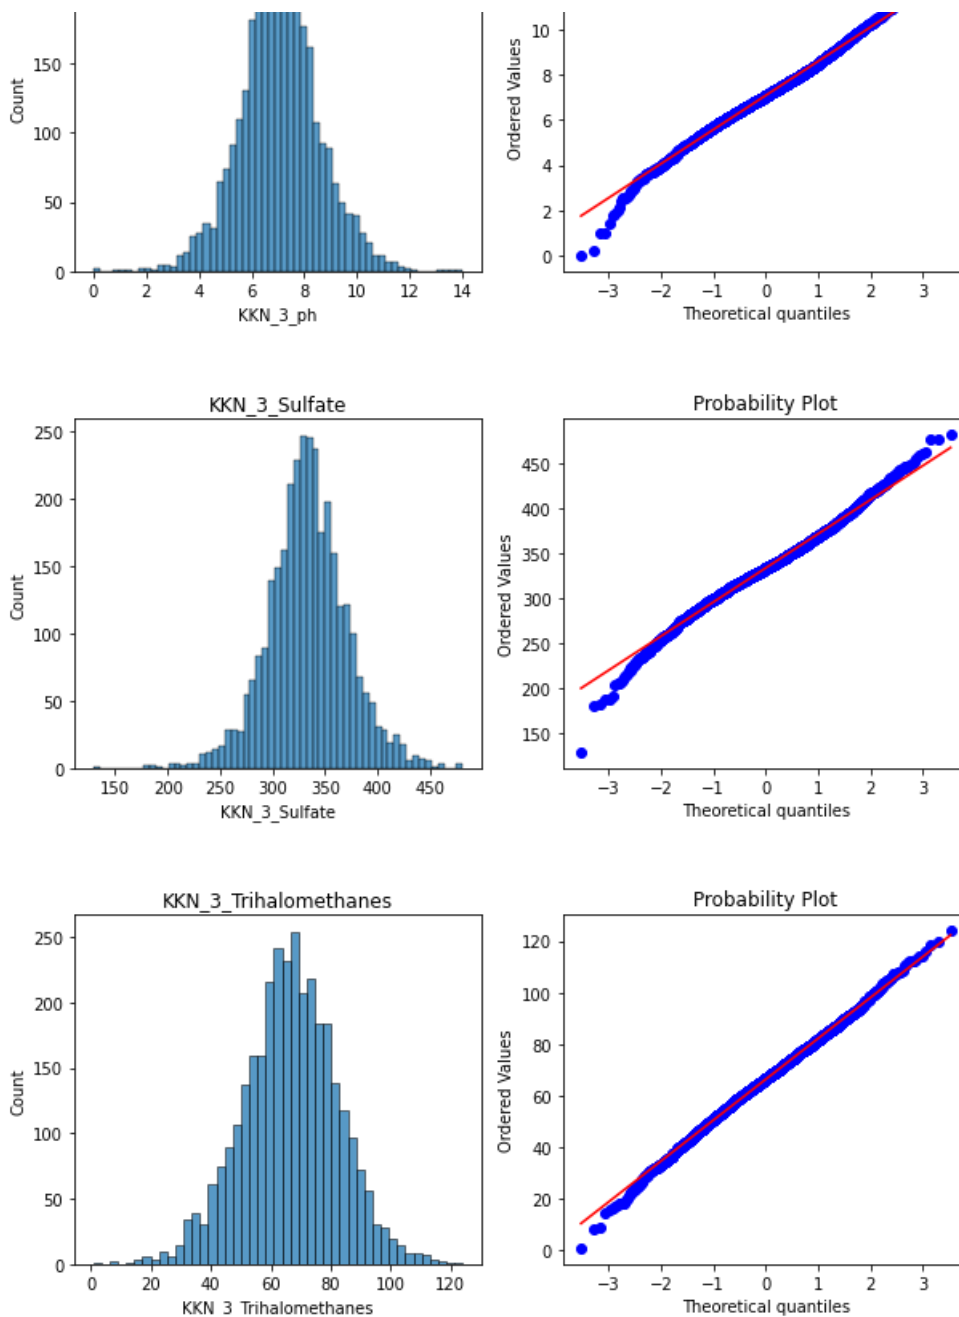 150
100
50
0
Count
0 2 4 6 8 10 12 14
KKN_3_ph
10
8
6
4
2
0
Ordered Values
−3 −2 −1 0 1 2 3
Theoretical quantiles
KKN_3_Sulfate
250
200
150
100
50
0
Count
150 200 250 300 350 400 450
KKN_3_Sulfate
Probability Plot
450
400
350
300
250
200
150
Ordered Values
−3 −2 −1 0 1 2 3
Theoretical quantiles
KKN_3_Trihalomethanes
250
200
150
100
50
0
Count
0 20 40 60 80 100 120
KKN_3_Trihalomethanes
Probability Plot
120
100
80
60
40
20
0
Ordered Values
−3 −2 −1 0 1 2 3
Theoretical quantiles